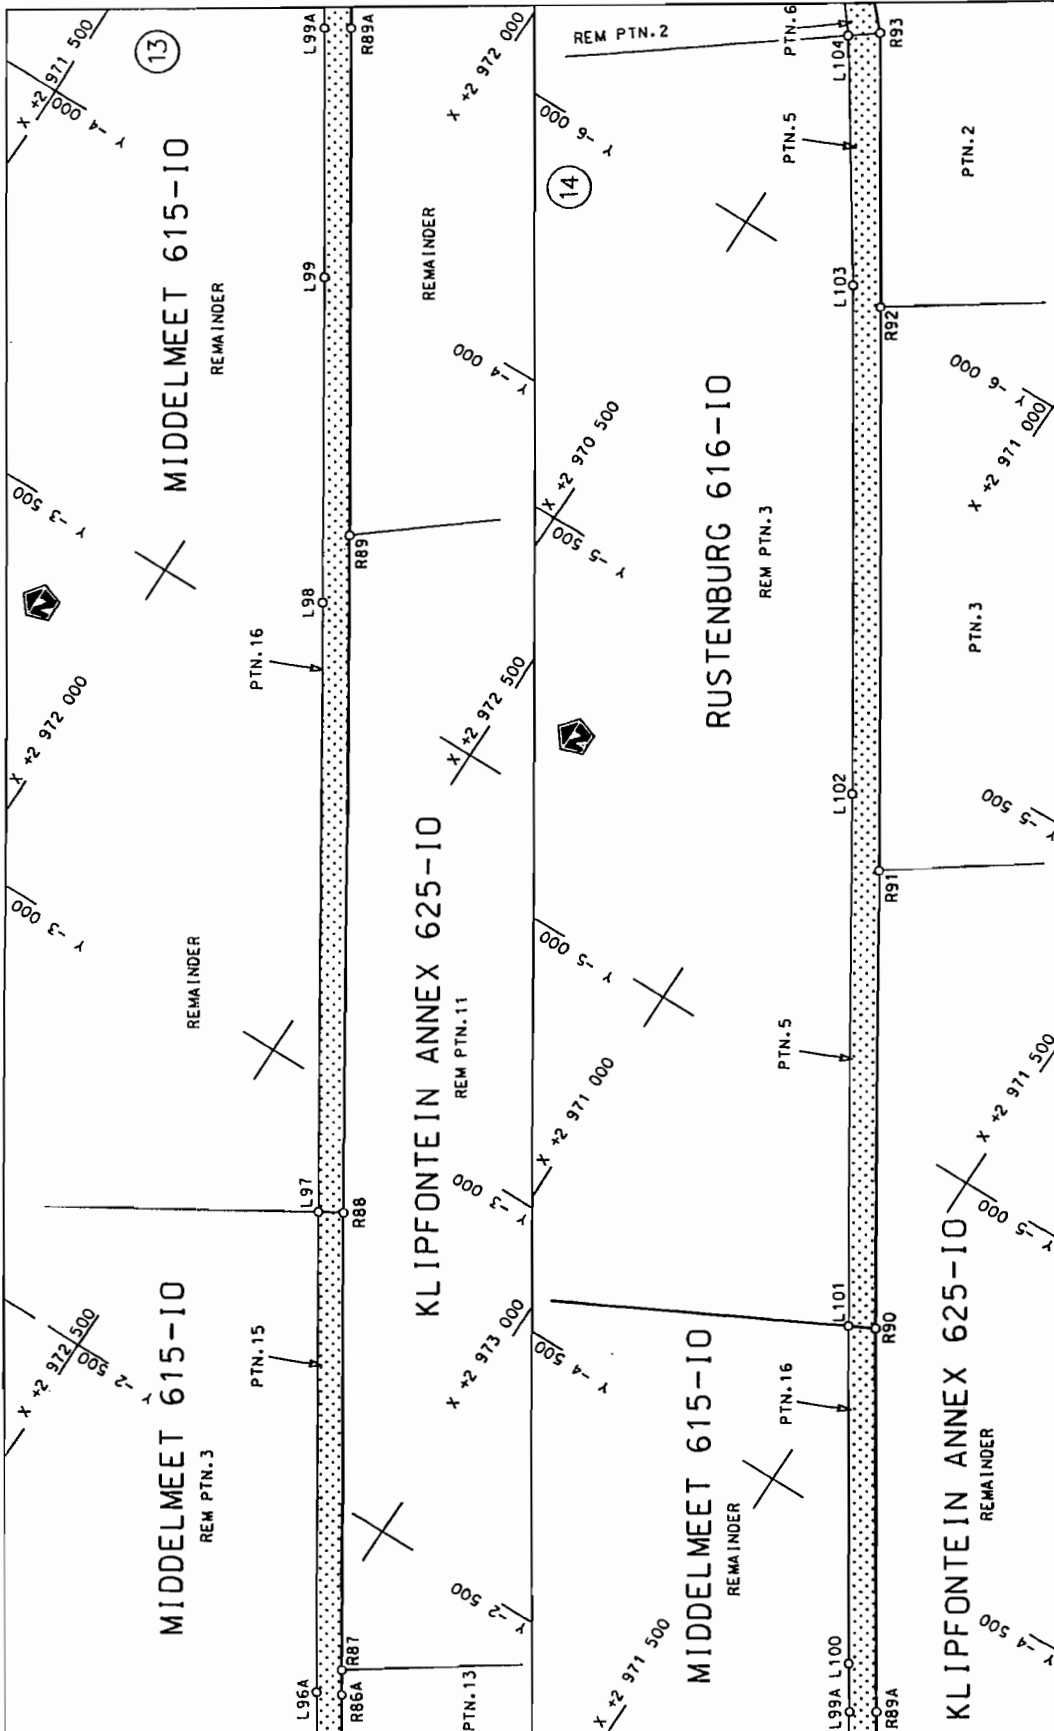 13
X +2 971 500
Y -4 000
MIDDELMEET 615-IO
REMAINDER
Y -3 500
N
X +2 972 000
Y -3 000
REMAINDER
PTN.16
MIDDELMEET 615-IO
REM PTN.3
X +2 972 500
Y -2 500
PTN.15
L96A
L97
L98
L99
L99A
R86A
R87
R88
R89
R89A
PTN.13
KLIPFONTEIN ANNEX 625-IO
REM PTN.11
REMAINDER
X +2 972 000
Y -4 000
X +2 972 500
Y -3 000
X +2 973 000
Y -2 500
14
REM PTN.2
Y -6 000
X +2 970 500
Y -5 500
N
Y -5 000
X +2 971 000
Y -4 500
X +2 971 500
RUSTENBURG 616-IO
REM PTN.3
MIDDELMEET 615-IO
REMAINDER
PTN.16
PTN.5
PTN.5
PTN.6
L99A
L100
L101
L102
L103
L104
R89A
R90
R91
R92
R93
KLIPFONTEIN ANNEX 625-IO
REMAINDER
PTN.3
PTN.2
Y -4 500
X +2 971 500
Y -5 000
Y -5 500
X +2 971 000
Y -6 000